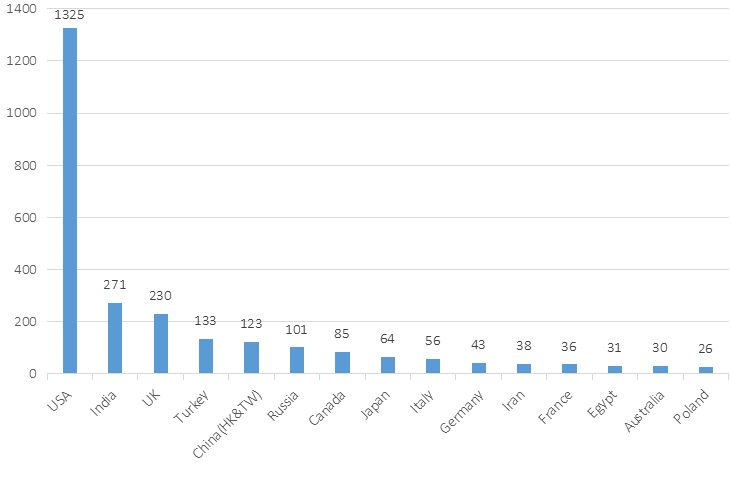 1400
1200
1000
800
600
400
200
0
1325
271
230
133
123
101
85
64
56
43
38
36
31
30
26
USA
India
UK
Turkey
China(HK&TW)
Russia
Canada
Japan
Italy
Germany
Iran
France
Egypt
Australia
Poland